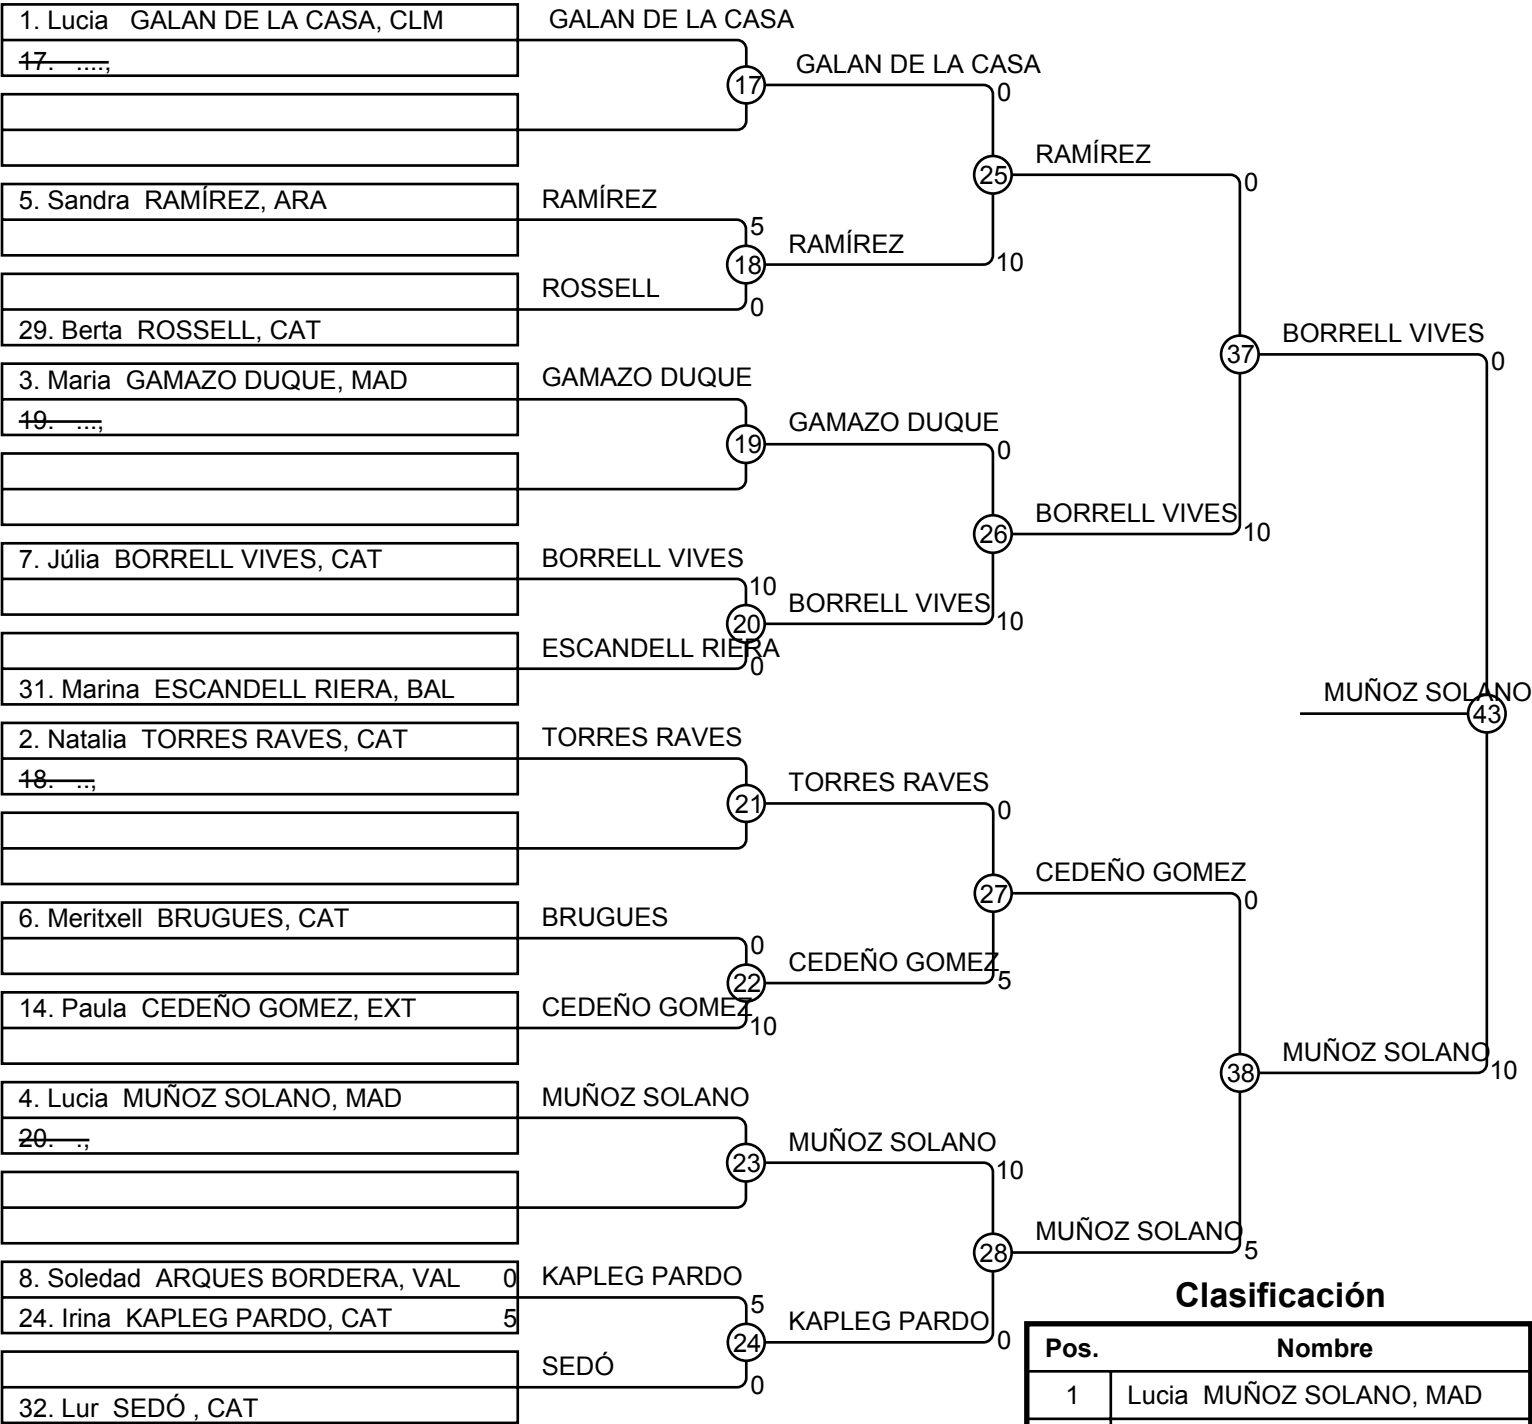 1. Lucia GALAN DE LA CASA, CLM
17. ....,
5. Sandra RAMÍREZ, ARA
29. Berta ROSSELL, CAT
3. Maria GAMAZO DUQUE, MAD
19. ...,
7. Júlia BORRELL VIVES, CAT
31. Marina ESCANDELL RIERA, BAL
2. Natalia TORRES RAVES, CAT
18. ..,
6. Meritxell BRUGUES, CAT
14. Paula CEDEÑO GOMEZ, EXT
4. Lucia MUÑOZ SOLANO, MAD
20. .,
8. Soledad ARQUES BORDERA, VAL 0
24. Irina KAPLEG PARDO, CAT 5
32. Lur SEDÓ , CAT
GALAN DE LA CASA
17
RAMÍREZ
5
18
ROSSELL
0
GAMAZO DUQUE
19
BORRELL VIVES
10
20
ESCANDELL RIERA
0
TORRES RAVES
21
BRUGUES
0
22
CEDEÑO GOMEZ
10
MUÑOZ SOLANO
23
KAPLEG PARDO
5
24
SEDÓ
0
GALAN DE LA CASA
0
25
RAMÍREZ
10
GAMAZO DUQUE
0
26
BORRELL VIVES
10
TORRES RAVES
0
27
CEDEÑO GOMEZ
5
MUÑOZ SOLANO
10
28
KAPLEG PARDO
0
RAMÍREZ
0
37
BORRELL VIVES
10
CEDEÑO GOMEZ
0
38
MUÑOZ SOLANO
5
BORRELL VIVES
0
MUÑOZ SOLANO
43
MUÑOZ SOLANO
10
Clasificación
Pos. Nombre
1 Lucia MUÑOZ SOLANO, MAD